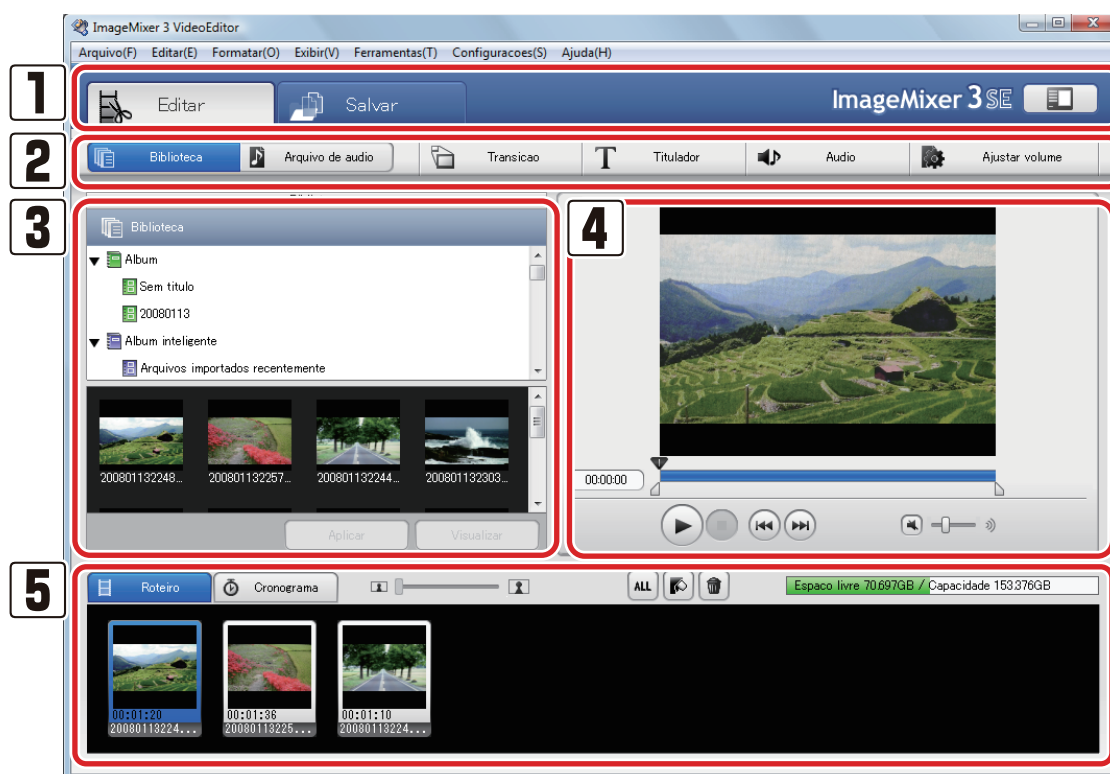 ImageMixer 3 VideoEditor
Arquivo(F) Editar(E) Formatar(O) Exibir(V) Ferramentas(T) Configuracoes(S) Ajuda(H)
1
Editar Salvar ImageMixer 3 SE
2
Biblioteca Arquivo de audio Transicao T Titulador Audio Ajustar volume
3
Biblioteca
Album
Sem titulo
20080113
Album inteligente
Arquivos importados recentemente
200801132248... 200801132257... 200801132244... 200801132303...
Aplicar Visualizar
4
00:00:00
5
Roteiro Cronograma ALL Espaco livre 70.697GB / Capacidade 153.376GB
00:01:20 00:01:36 00:01:10
20080113224... 20080113225... 20080113224...